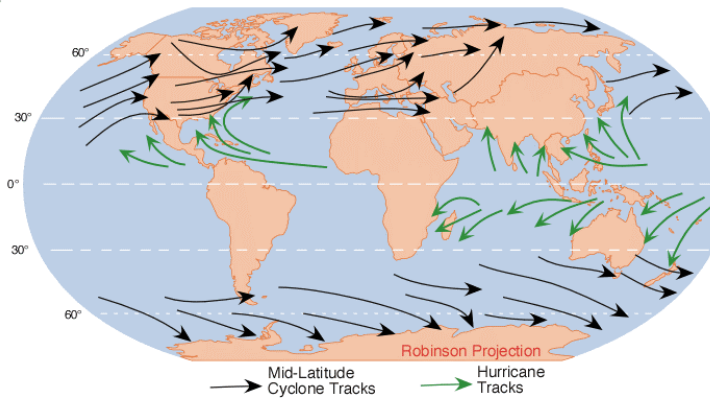 60°
30°
0°
30°
60°
Robinson Projection
Mid-Latitude
Cyclone Tracks
Hurricane
Tracks